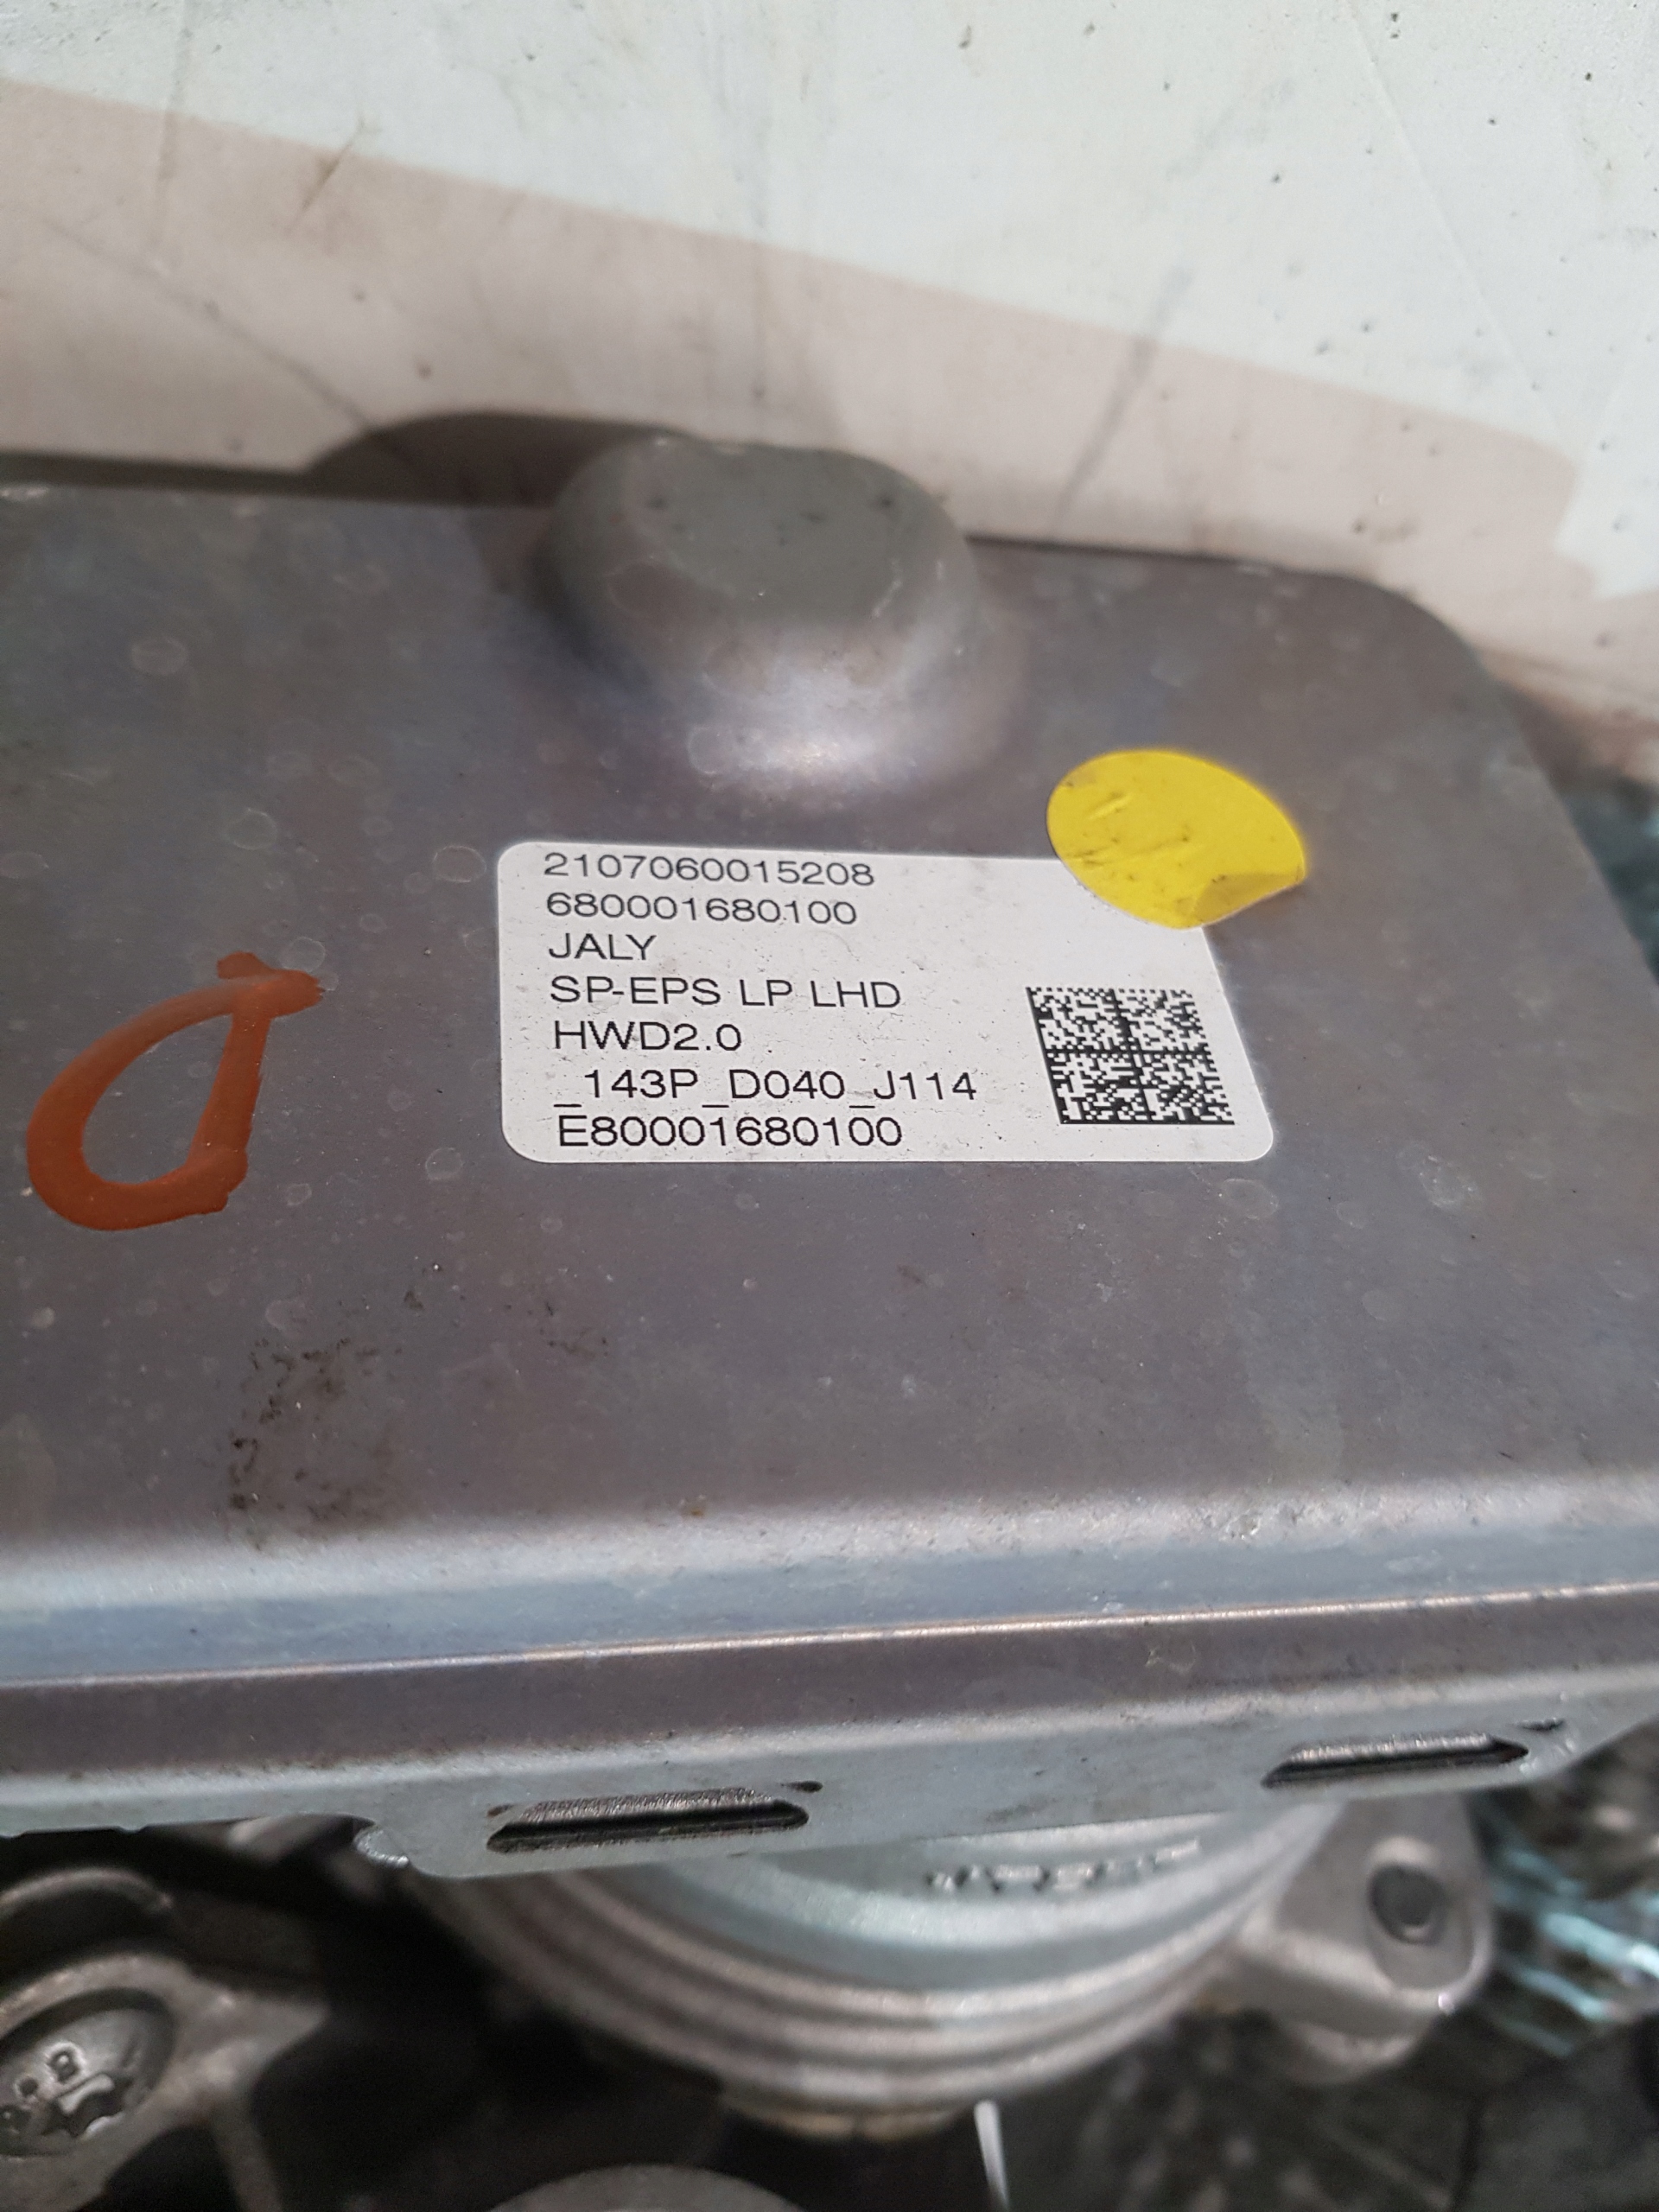 2107060015208
680001680100
JALY
SP-EPS LP LHD
HWD2.0
_143P_D040_J114
E80001680100
D